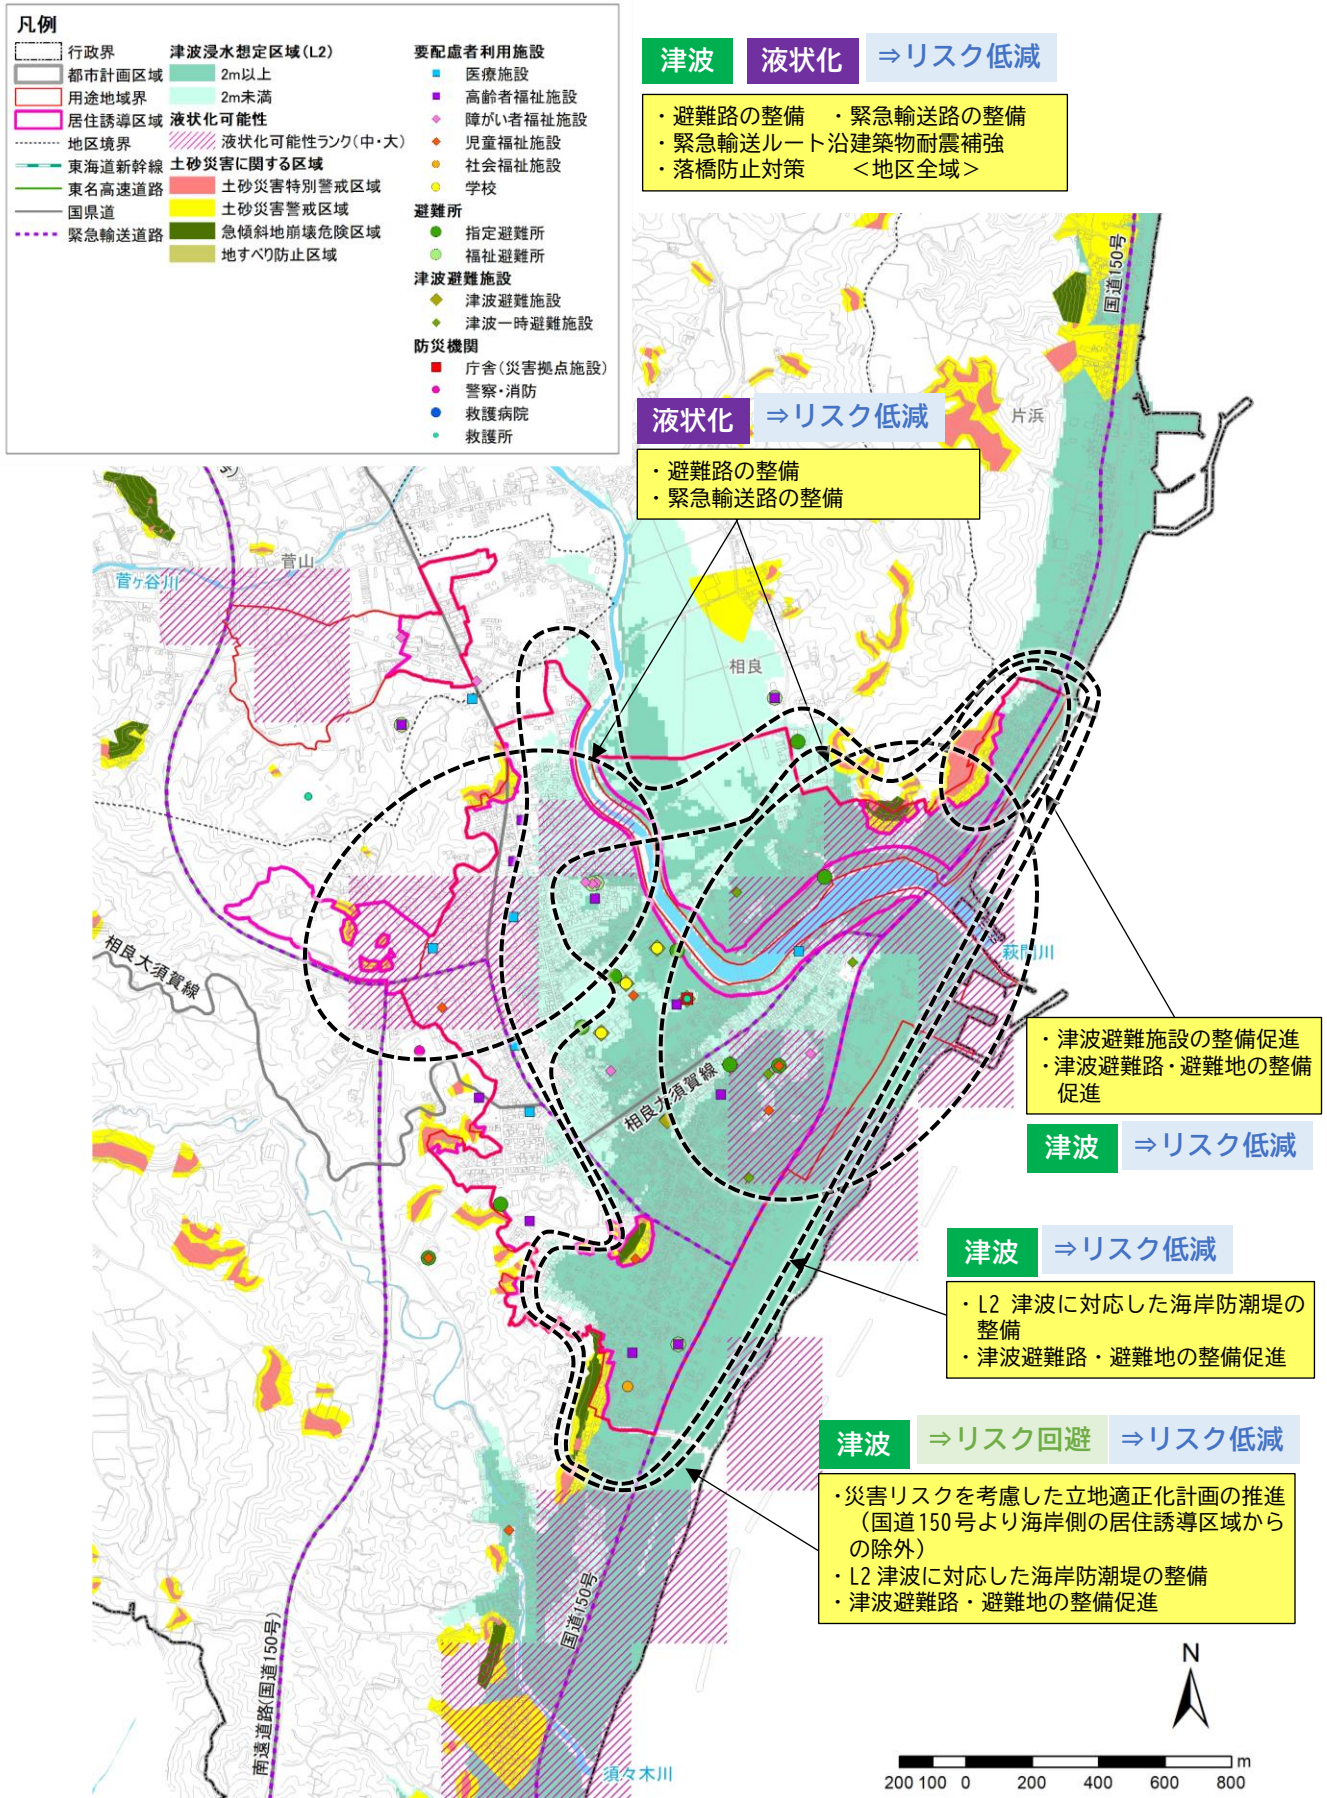 凡例
行政界
都市計画区域
用途地域界
居住誘導区域
地区境界
東海道新幹線
東名高速道路
国県道
緊急輸送道路
津波浸水想定区域(L2)
2m以上
2m未満
液状化可能性
液状化可能性ランク(中・大)
土砂災害に関する区域
土砂災害特別警戒区域
土砂災害警戒区域
急傾斜地崩壊危険区域
地すべり防止区域
要配慮者利用施設
医療施設
高齢者福祉施設
障がい者福祉施設
児童福祉施設
社会福祉施設
学校
避難所
指定避難所
福祉避難所
津波避難施設
津波避難施設
津波一時避難施設
防災機関
庁舎(災害拠点施設)
警察・消防
救護病院
救護所
津波 液状化 ⇒リスク低減
・避難路の整備 ・緊急輸送路の整備
・緊急輸送ルート沿建築物耐震補強
・落橋防止対策 <地区全域>
国道150号
片浜
液状化 ⇒リスク低減
・避難路の整備
・緊急輸送路の整備
菅山
菅ヶ谷川
相良
相良大須賀線
萩間川
相良大須賀線
・津波避難施設の整備促進
・津波避難路・避難地の整備
促進
津波 ⇒リスク低減
津波 ⇒リスク低減
・L2 津波に対応した海岸防潮堤の
整備
・津波避難路・避難地の整備促進
津波 ⇒リスク回避 ⇒リスク低減
・災害リスクを考慮した立地適正化計画の推進
(国道150号より海岸側の居住誘導区域から
の除外)
・L2 津波に対応した海岸防潮堤の整備
・津波避難路・避難地の整備促進
国道150号
南遠道路(国道150号)
須々木川
N
m
200 100 0 200 400 600 800